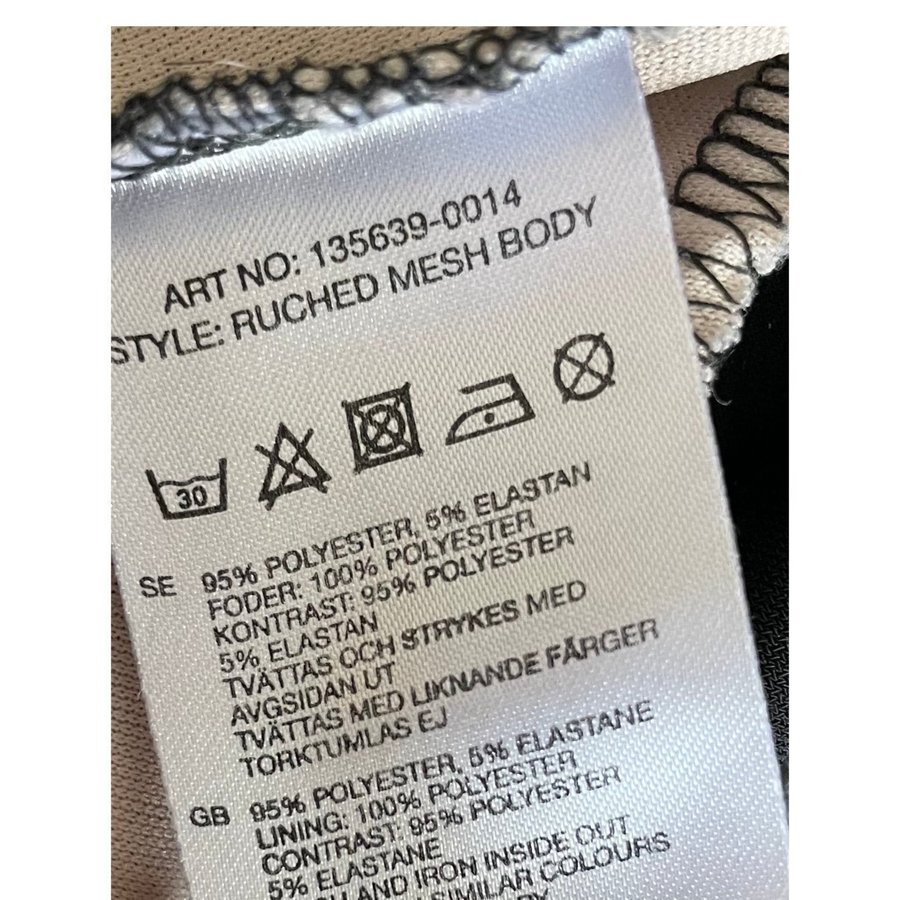 ART NO: 135639-0014
STYLE: RUCHED MESH BODY
30
SE 95% POLYESTER, 5% ELASTAN
FODER: 100% POLYESTER
KONTRAST: 95% POLYESTER
5% ELASTAN
TVÄTTAS OCH STRYKES MED
AVGSIDAN UT
TVÄTTAS MED LIKNANDE FÄRGER
TORKTUMLAS EJ
GB 95% POLYESTER, 5% ELASTANE
LINING: 100% POLYESTER
CONTRAST: 95% POLYESTER
5% ELASTANE
AND IRON INSIDE OUT
SIMILAR COLOURS